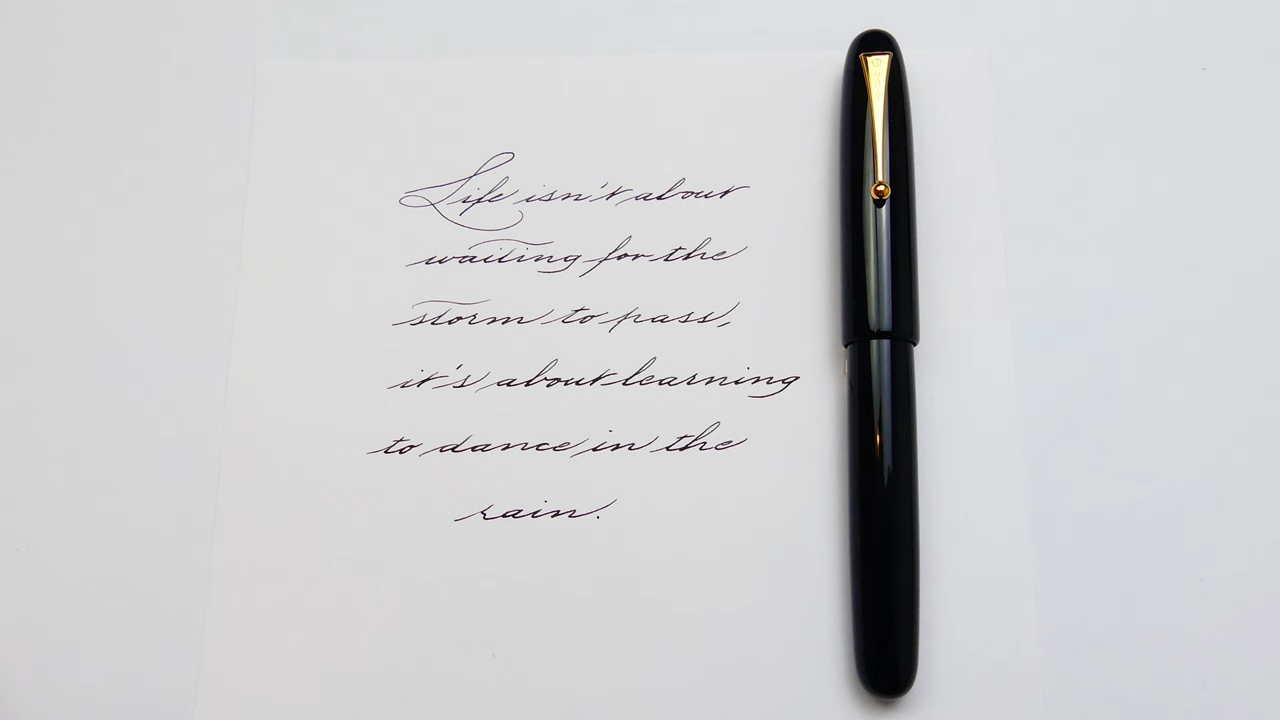 Life isn't about
waiting for the
storm to pass,
it's about learning
to dance in the
rain.